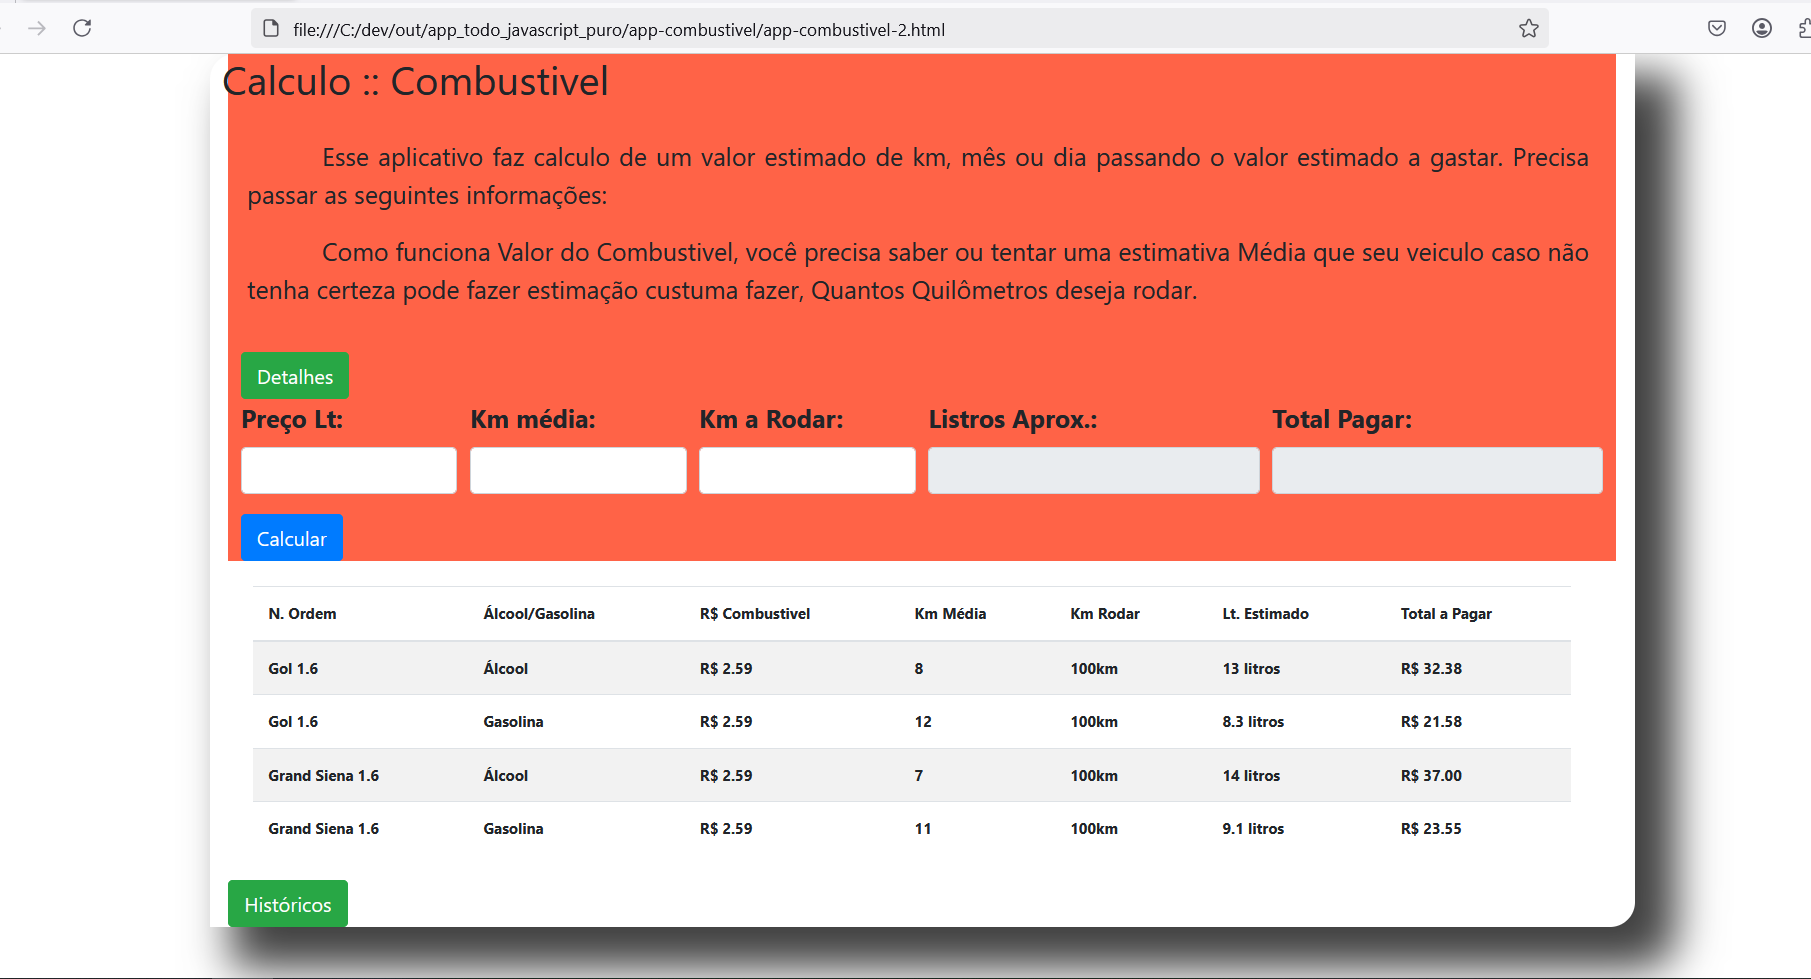 file:///C:/dev/out/app_todo_javascript_puro/app-combustivel/app-combustivel-2.html
Calculo :: Combustivel
Esse aplicativo faz calculo de um valor estimado de km, mês ou dia passando o valor estimado a gastar. Precisa
passar as seguintes informações:
Como funciona Valor do Combustivel, você precisa saber ou tentar uma estimativa Média que seu veiculo caso não
tenha certeza pode fazer estimação custuma fazer, Quantos Quilômetros deseja rodar.
Detalhes
Preço Lt: Km média: Km a Rodar: Listros Aprox.: Total Pagar:
Calcular
N. Ordem Álcool/Gasolina R$ Combustivel Km Média Km Rodar Lt. Estimado Total a Pagar
Gol 1.6 Álcool R$ 2.59 8 100km 13 litros R$ 32.38
Gol 1.6 Gasolina R$ 2.59 12 100km 8.3 litros R$ 21.58
Grand Siena 1.6 Álcool R$ 2.59 7 100km 14 litros R$ 37.00
Grand Siena 1.6 Gasolina R$ 2.59 11 100km 9.1 litros R$ 23.55
Históricos